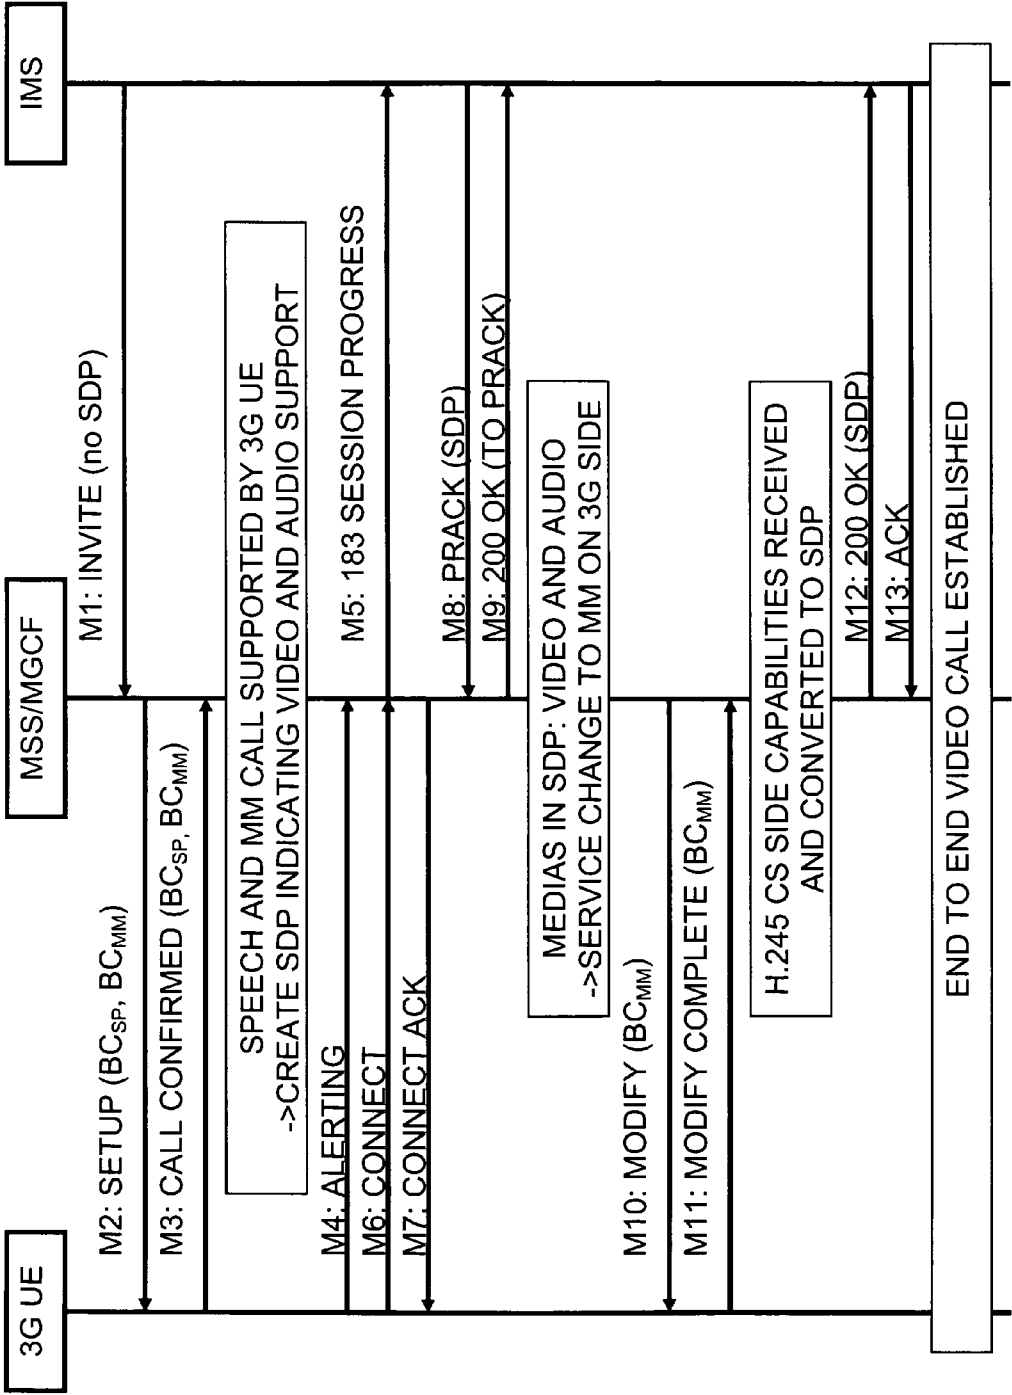 3G UE
MSS/MGCF
IMS
M1: INVITE (no SDP)
M2: SETUP (BCSP, BCMM)
M3: CALL CONFIRMED (BCSP, BCMM)
SPEECH AND MM CALL SUPPORTED BY 3G UE
->CREATE SDP INDICATING VIDEO AND AUDIO SUPPORT
M4: ALERTING
M5: 183 SESSION PROGRESS
M6: CONNECT
M7: CONNECT ACK
M8: PRACK (SDP)
M9: 200 OK (TO PRACK)
MEDIAS IN SDP: VIDEO AND AUDIO
->SERVICE CHANGE TO MM ON 3G SIDE
M10: MODIFY (BCMM)
M11: MODIFY COMPLETE (BCMM)
H.245 CS SIDE CAPABILITIES RECEIVED
AND CONVERTED TO SDP
M12: 200 OK (SDP)
M13: ACK
END TO END VIDEO CALL ESTABLISHED